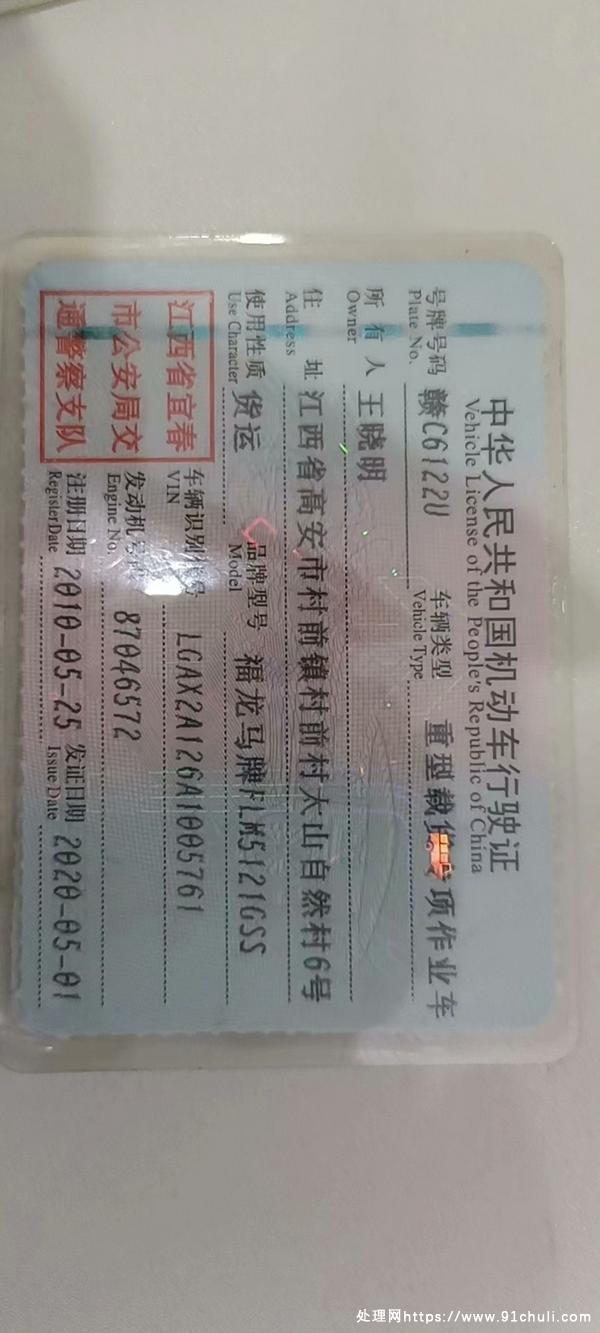 中华人民共和国机动车行驶证
Vehicle License of the People's Republic of China
号牌号码 赣C6122U 车辆类型 重型载货专项作业车
Plate No. Vehicle Type
所有人 王晓明
Owner
住址 江西省高安市村前镇村前村太山自然村6号
Address
使用性质 货运 品牌型号 福龙马牌FLM5121GSS
Use Character Model
江西省宜春
市公安局交
通警察支队
车辆识别代号 LGAX2A126A1005761
VIN
发动机号码 87046572
Engine No.
注册日期 2010-05-25 发证日期 2020-05-01
Register Date Issue Date
处理网https://www.91chuli.com/